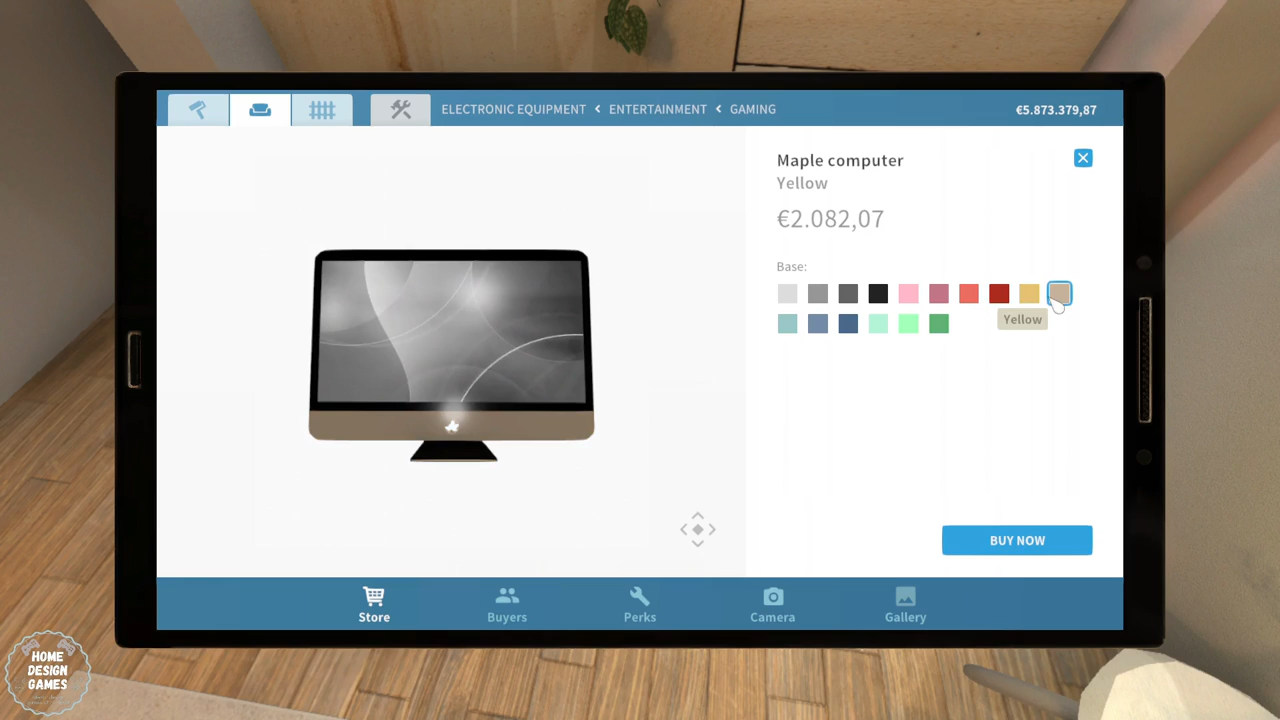 ELECTRONIC EQUIPMENT < ENTERTAINMENT < GAMING
€5.873.379,87
Maple computer
Yellow
€2.082,07
Base:
Yellow
BUY NOW
Store
Buyers
Perks
Camera
Gallery
HOME
DESIGN
GAMES